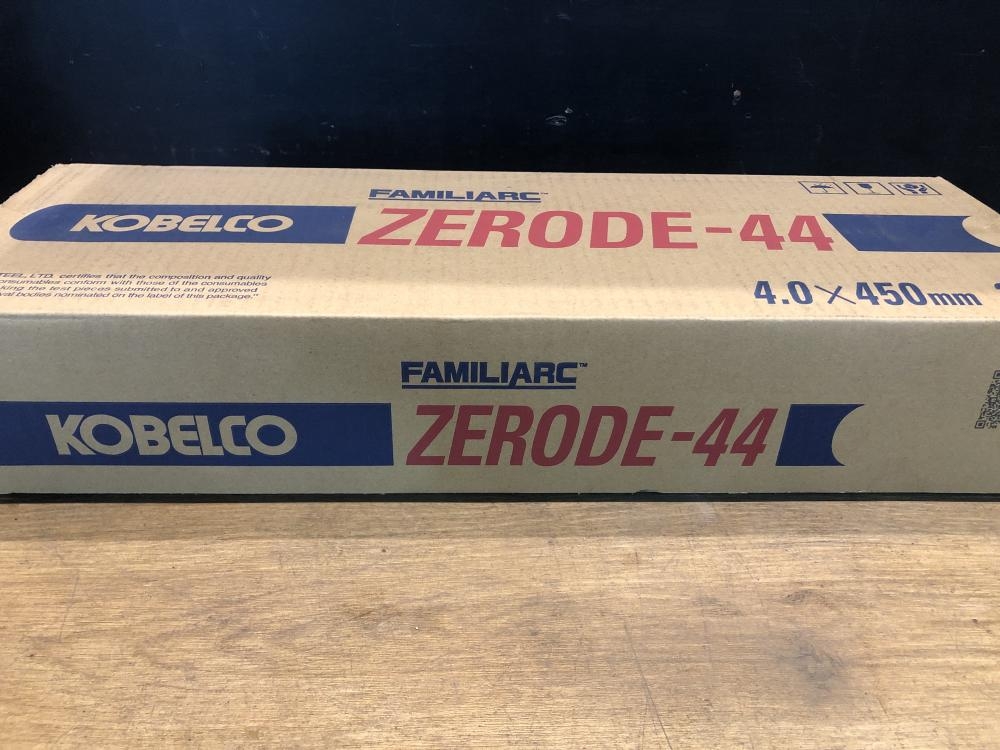 FAMILIARC™
KOBELCO ZERODE-44
TEEL, LTD. certifies that the composition and quality
onsumables conform with those of the consumables
king the test pieces submitted to and approved
val bodies nominated on the label of this package."
4.0×450mm
FAMILIARC™
KOBELCO ZERODE-44